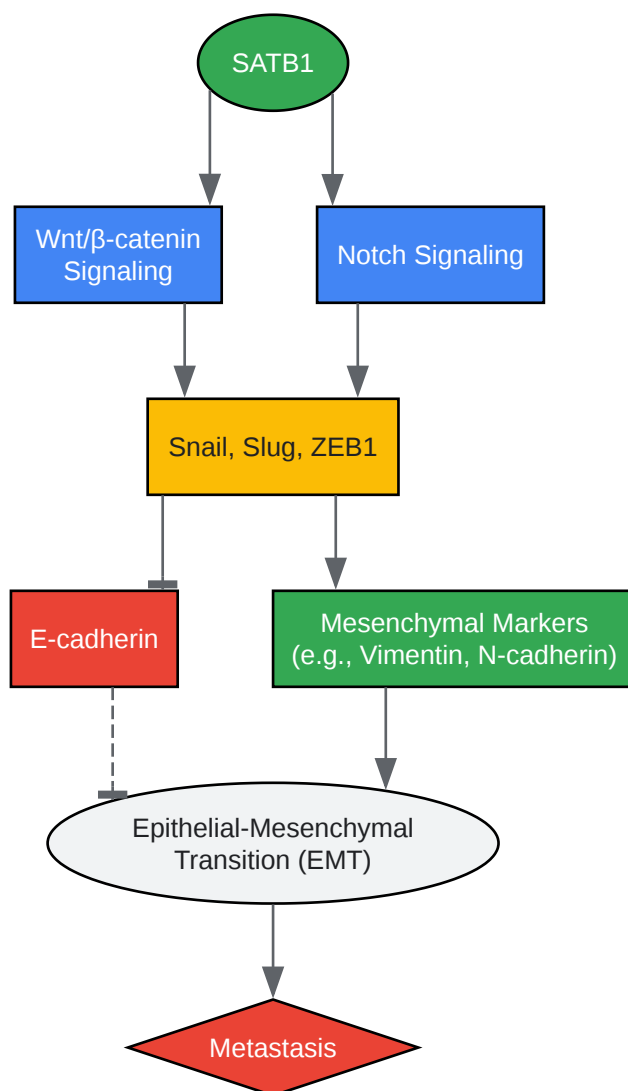 SATB1
Wnt/β-catenin
Signaling
Notch Signaling
Snail, Slug, ZEB1
E-cadherin
Mesenchymal Markers
(e.g., Vimentin, N-cadherin)
Epithelial-Mesenchymal
Transition (EMT)
Metastasis